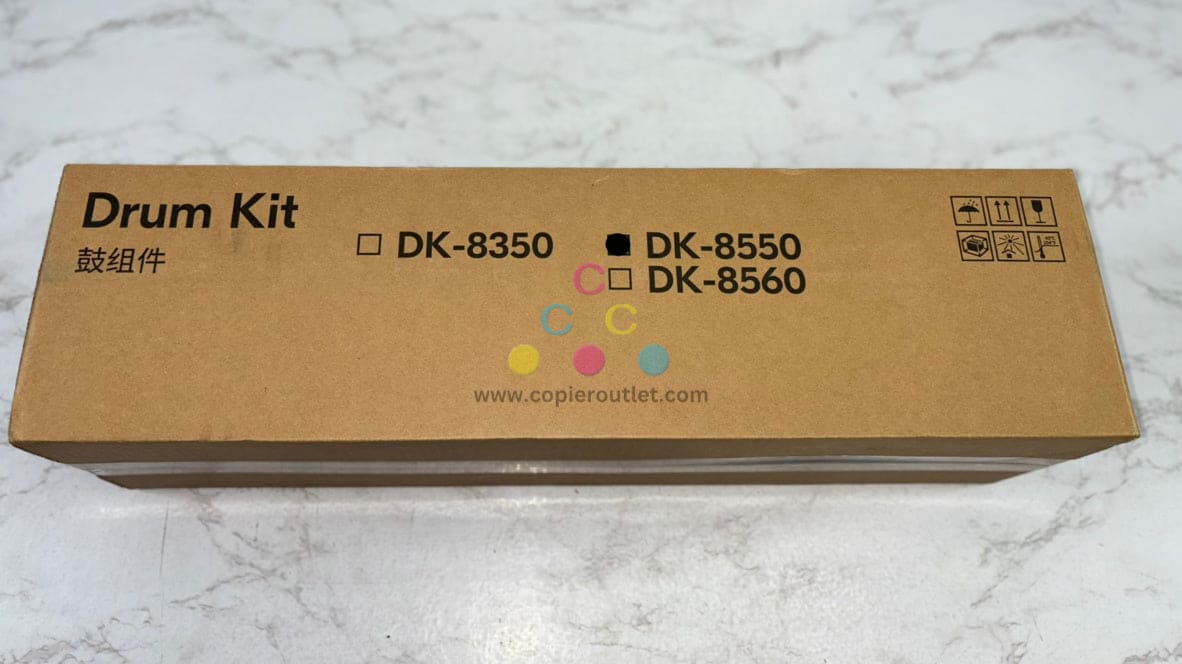 Drum Kit
鼓组件
DK-8350
DK-8550
DK-8560
C
C C
www.copieroutlet.com